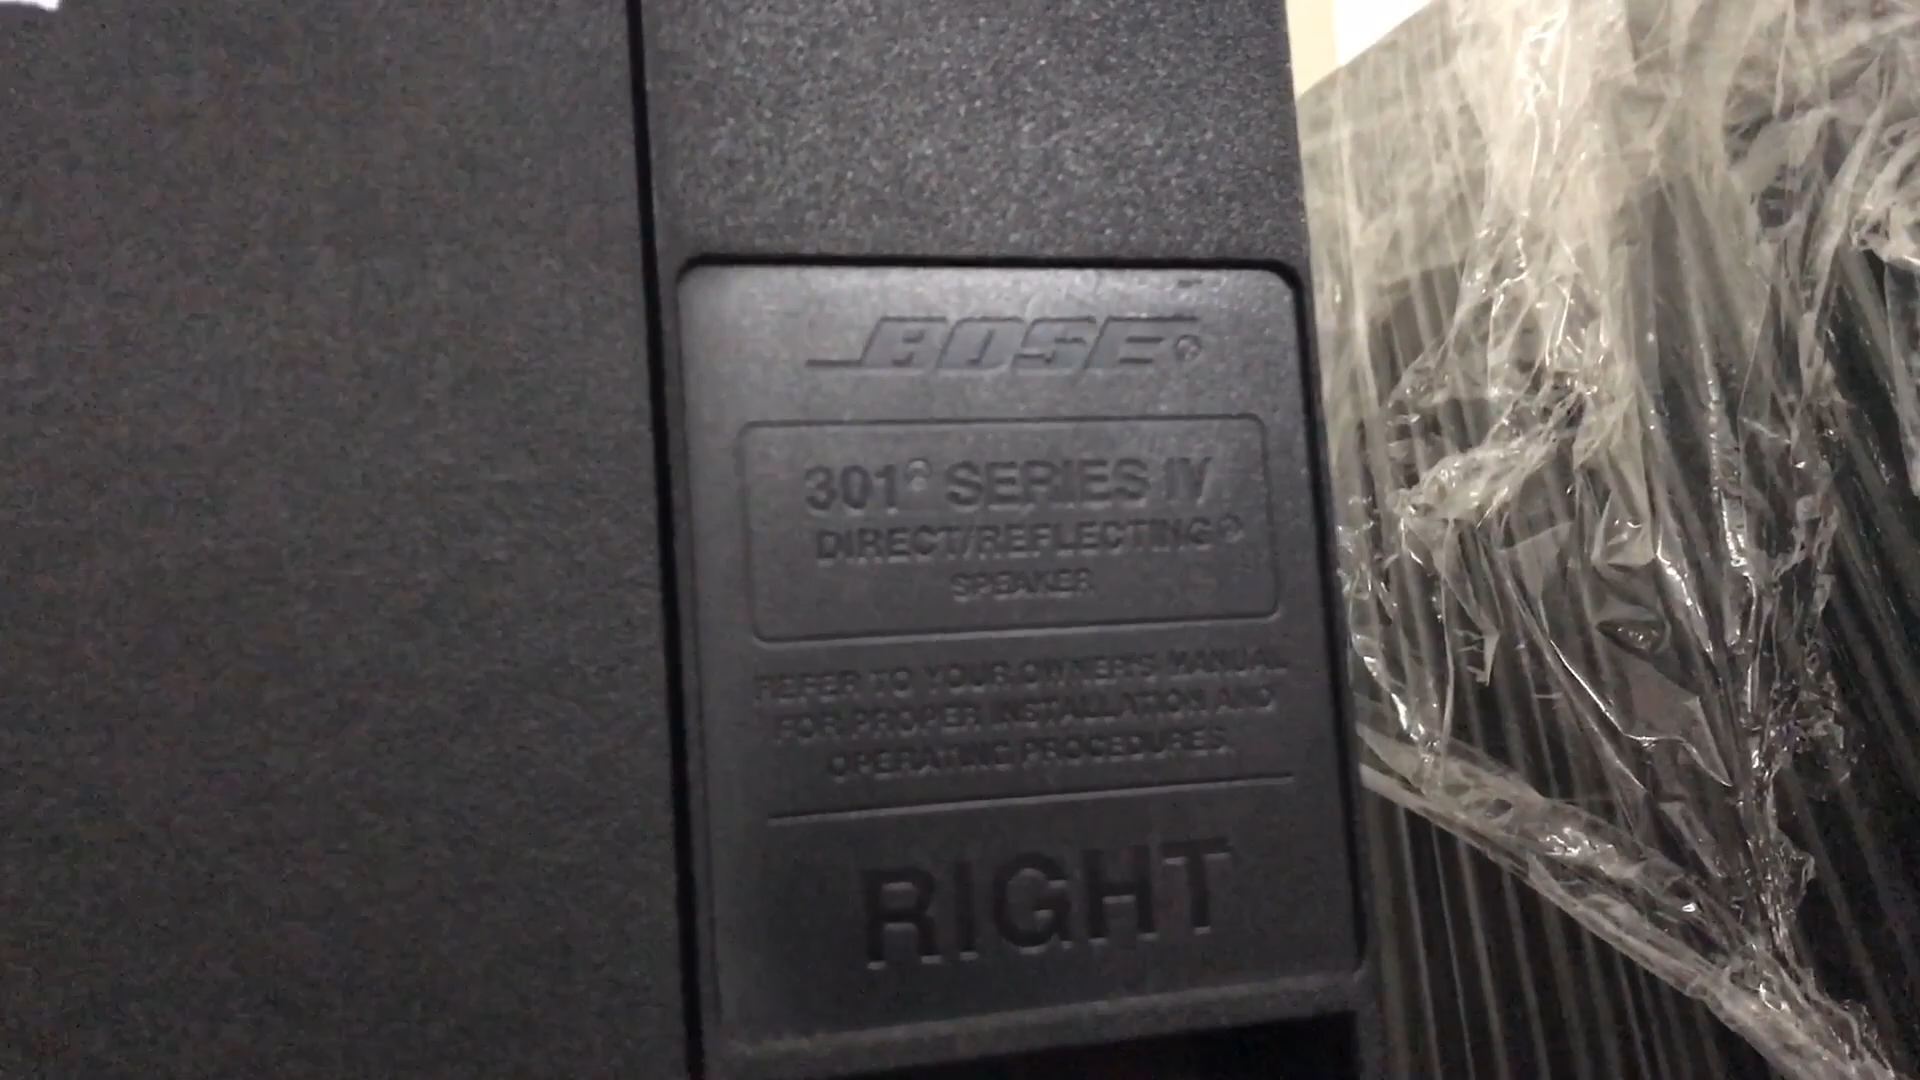 BOSE®
301® SERIES IV
DIRECT/REFLECTING®
SPEAKER
REFER TO YOUR OWNER'S MANUAL
FOR PROPER INSTALLATION AND
OPERATING PROCEDURES.
RIGHT